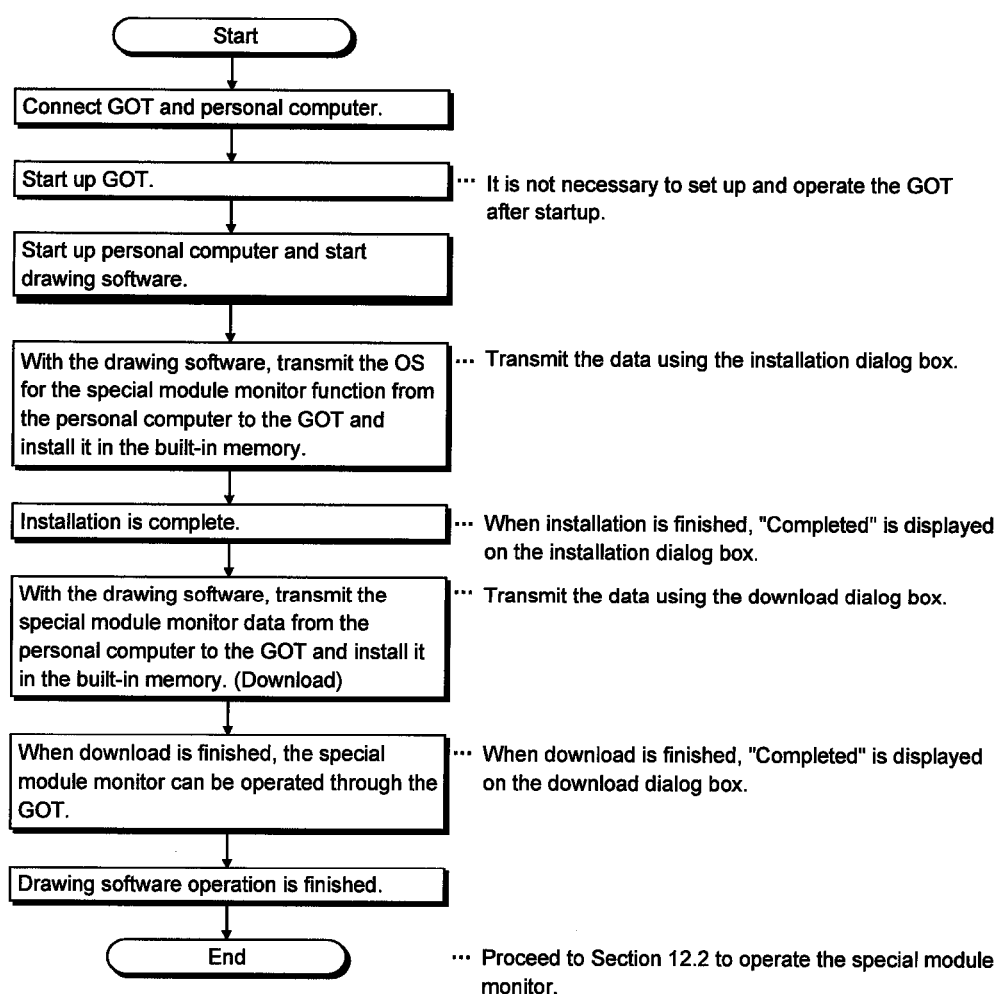 Start
Connect GOT and personal computer.
Start up GOT.
··· It is not necessary to set up and operate the GOT
after startup.
Start up personal computer and start
drawing software.
With the drawing software, transmit the OS
for the special module monitor function from
the personal computer to the GOT and
install it in the built-in memory.
··· Transmit the data using the installation dialog box.
Installation is complete.
··· When installation is finished, "Completed" is displayed
on the installation dialog box.
With the drawing software, transmit the
special module monitor data from the
personal computer to the GOT and install it
in the built-in memory. (Download)
··· Transmit the data using the download dialog box.
When download is finished, the special
module monitor can be operated through the
GOT.
··· When download is finished, "Completed" is displayed
on the download dialog box.
Drawing software operation is finished.
End
··· Proceed to Section 12.2 to operate the special module
monitor.